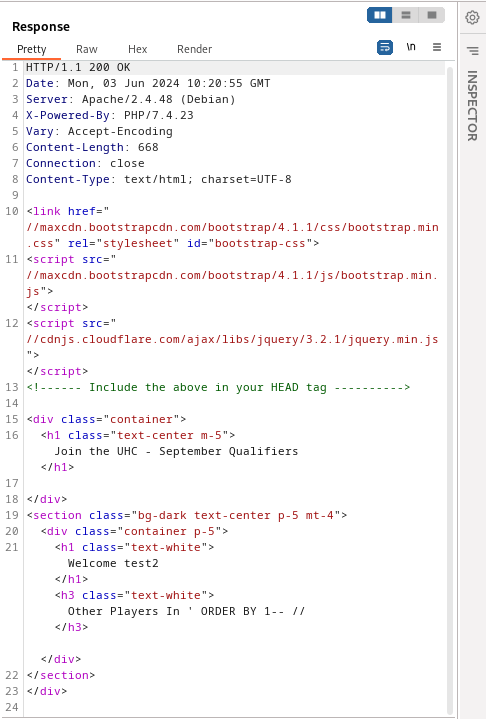 Response
Pretty Raw Hex Render \n
INSPECTOR
1 HTTP/1.1 200 OK
2 Date: Mon, 03 Jun 2024 10:20:55 GMT
3 Server: Apache/2.4.48 (Debian)
4 X-Powered-By: PHP/7.4.23
5 Vary: Accept-Encoding
6 Content-Length: 668
7 Connection: close
8 Content-Type: text/html; charset=UTF-8
9
10 <link href="
//maxcdn.bootstrapcdn.com/bootstrap/4.1.1/css/bootstrap.min
.css" rel="stylesheet" id="bootstrap-css">
11 <script src="
//maxcdn.bootstrapcdn.com/bootstrap/4.1.1/js/bootstrap.min.
js">
</script>
12 <script src="
//cdnjs.cloudflare.com/ajax/libs/jquery/3.2.1/jquery.min.js
">
</script>
13 <!------ Include the above in your HEAD tag ---------->
14
15 <div class="container">
16 <h1 class="text-center m-5">
Join the UHC - September Qualifiers
</h1>
17
18 </div>
19 <section class="bg-dark text-center p-5 mt-4">
20 <div class="container p-5">
21 <h1 class="text-white">
Welcome test2
</h1>
<h3 class="text-white">
Other Players In ' ORDER BY 1-- //
</h3>
</div>
22 </section>
23 </div>
24